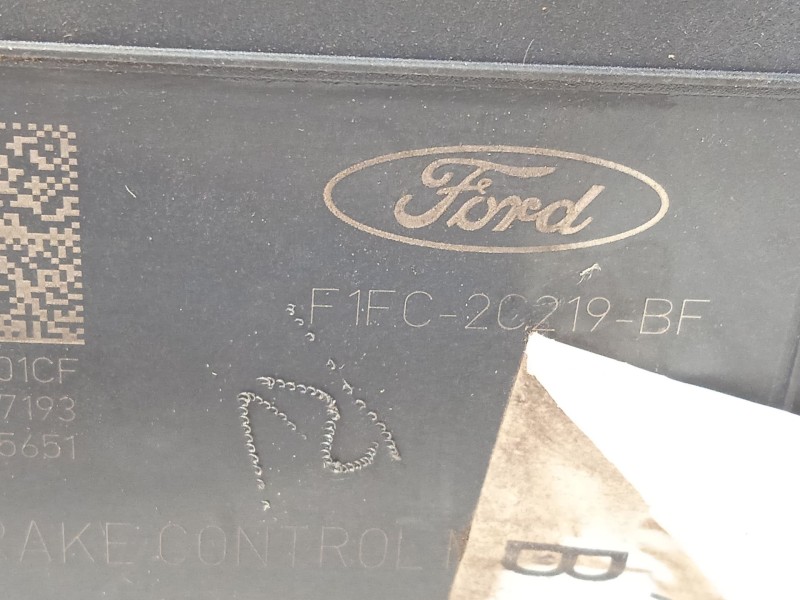 Ford
F1FC-2C219-BF
01CF
7193
5651
RAKE CONTROL
B